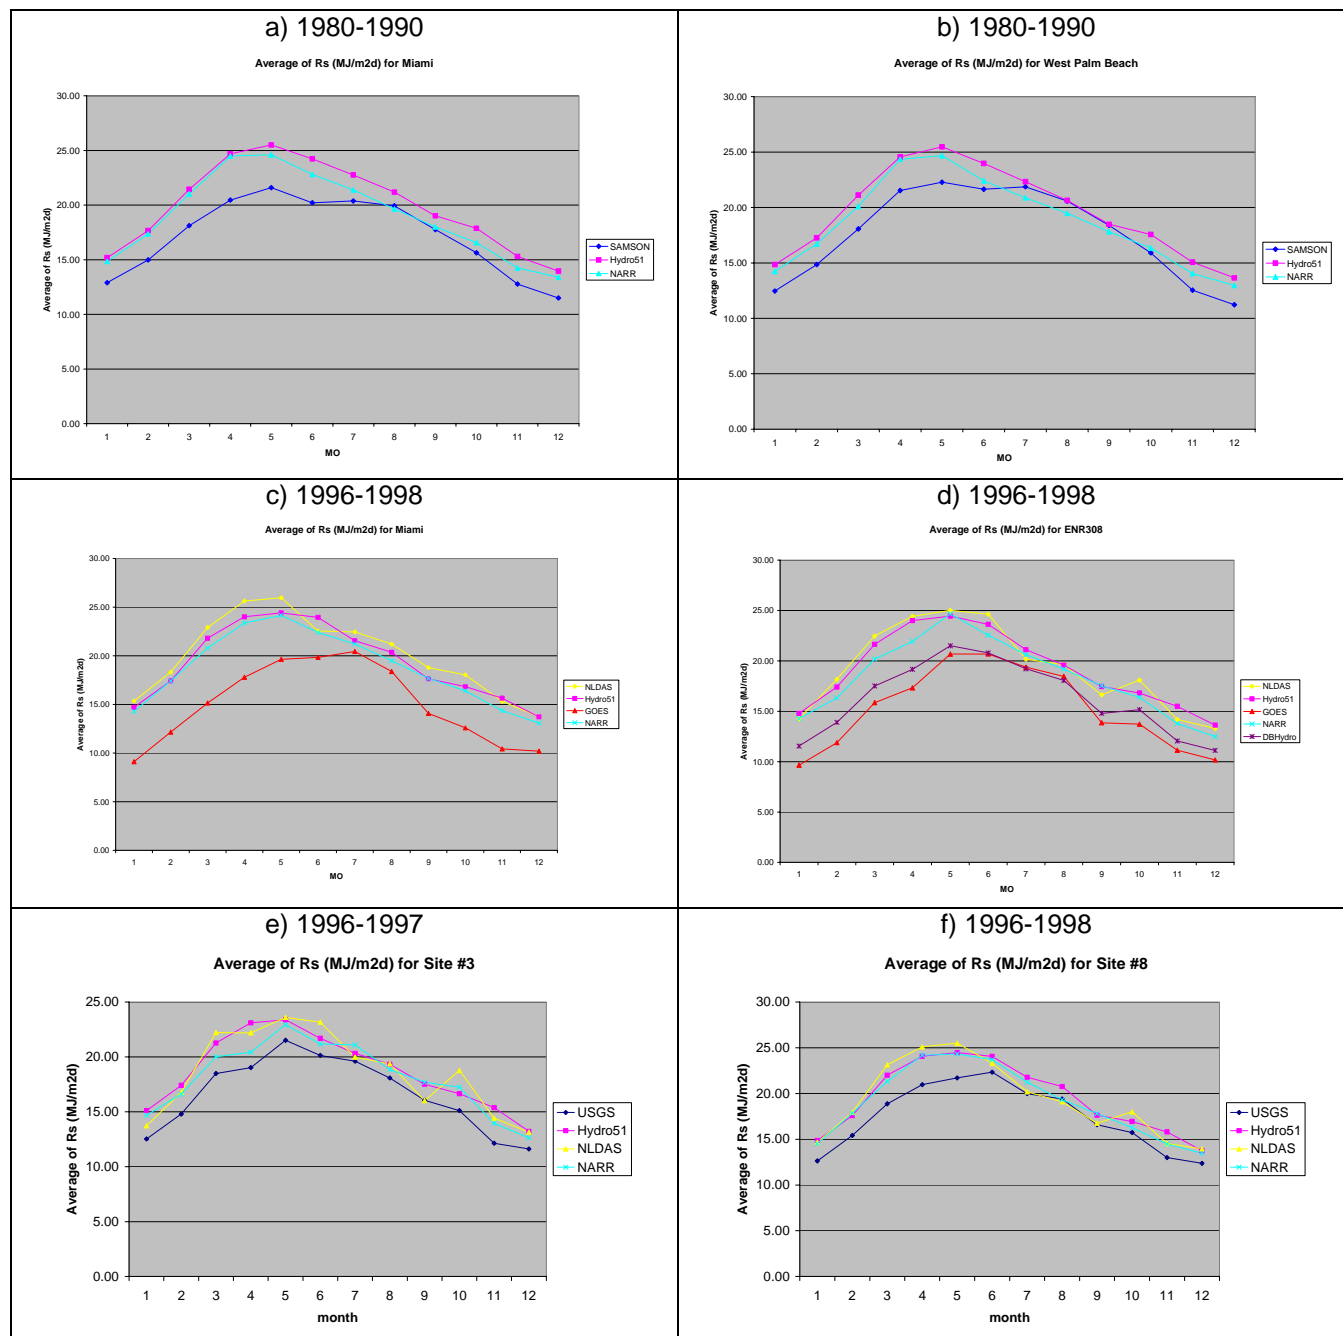 a) 1980-1990
Average of Rs (MJ/m2d) for Miami
Average of Rs (MJ/m2d)
30.00
25.00
20.00
15.00
10.00
5.00
0.00
1 2 3 4 5 6 7 8 9 10 11 12
MO
SAMSON
Hydro51
NARR
b) 1980-1990
Average of Rs (MJ/m2d) for West Palm Beach
Average of Rs (MJ/m2d)
30.00
25.00
20.00
15.00
10.00
5.00
0.00
1 2 3 4 5 6 7 8 9 10 11 12
MO
SAMSON
Hydro51
NARR
c) 1996-1998
Average of Rs (MJ/m2d) for Miami
Average of Rs (MJ/m2d)
30.00
25.00
20.00
15.00
10.00
5.00
0.00
1 2 3 4 5 6 7 8 9 10 11 12
MO
NLDAS
Hydro51
GOES
NARR
d) 1996-1998
Average of Rs (MJ/m2d) for ENR308
Average of Rs (MJ/m2d)
30.00
25.00
20.00
15.00
10.00
5.00
0.00
1 2 3 4 5 6 7 8 9 10 11 12
MO
NLDAS
Hydro51
GOES
NARR
DBHydro
e) 1996-1997
Average of Rs (MJ/m2d) for Site #3
Average of Rs (MJ/m2d)
25.00
20.00
15.00
10.00
5.00
0.00
1 2 3 4 5 6 7 8 9 10 11 12
month
USGS
Hydro51
NLDAS
NARR
f) 1996-1998
Average of Rs (MJ/m2d) for Site #8
Average of Rs (MJ/m2d)
30.00
25.00
20.00
15.00
10.00
5.00
0.00
1 2 3 4 5 6 7 8 9 10 11 12
month
USGS
Hydro51
NLDAS
NARR